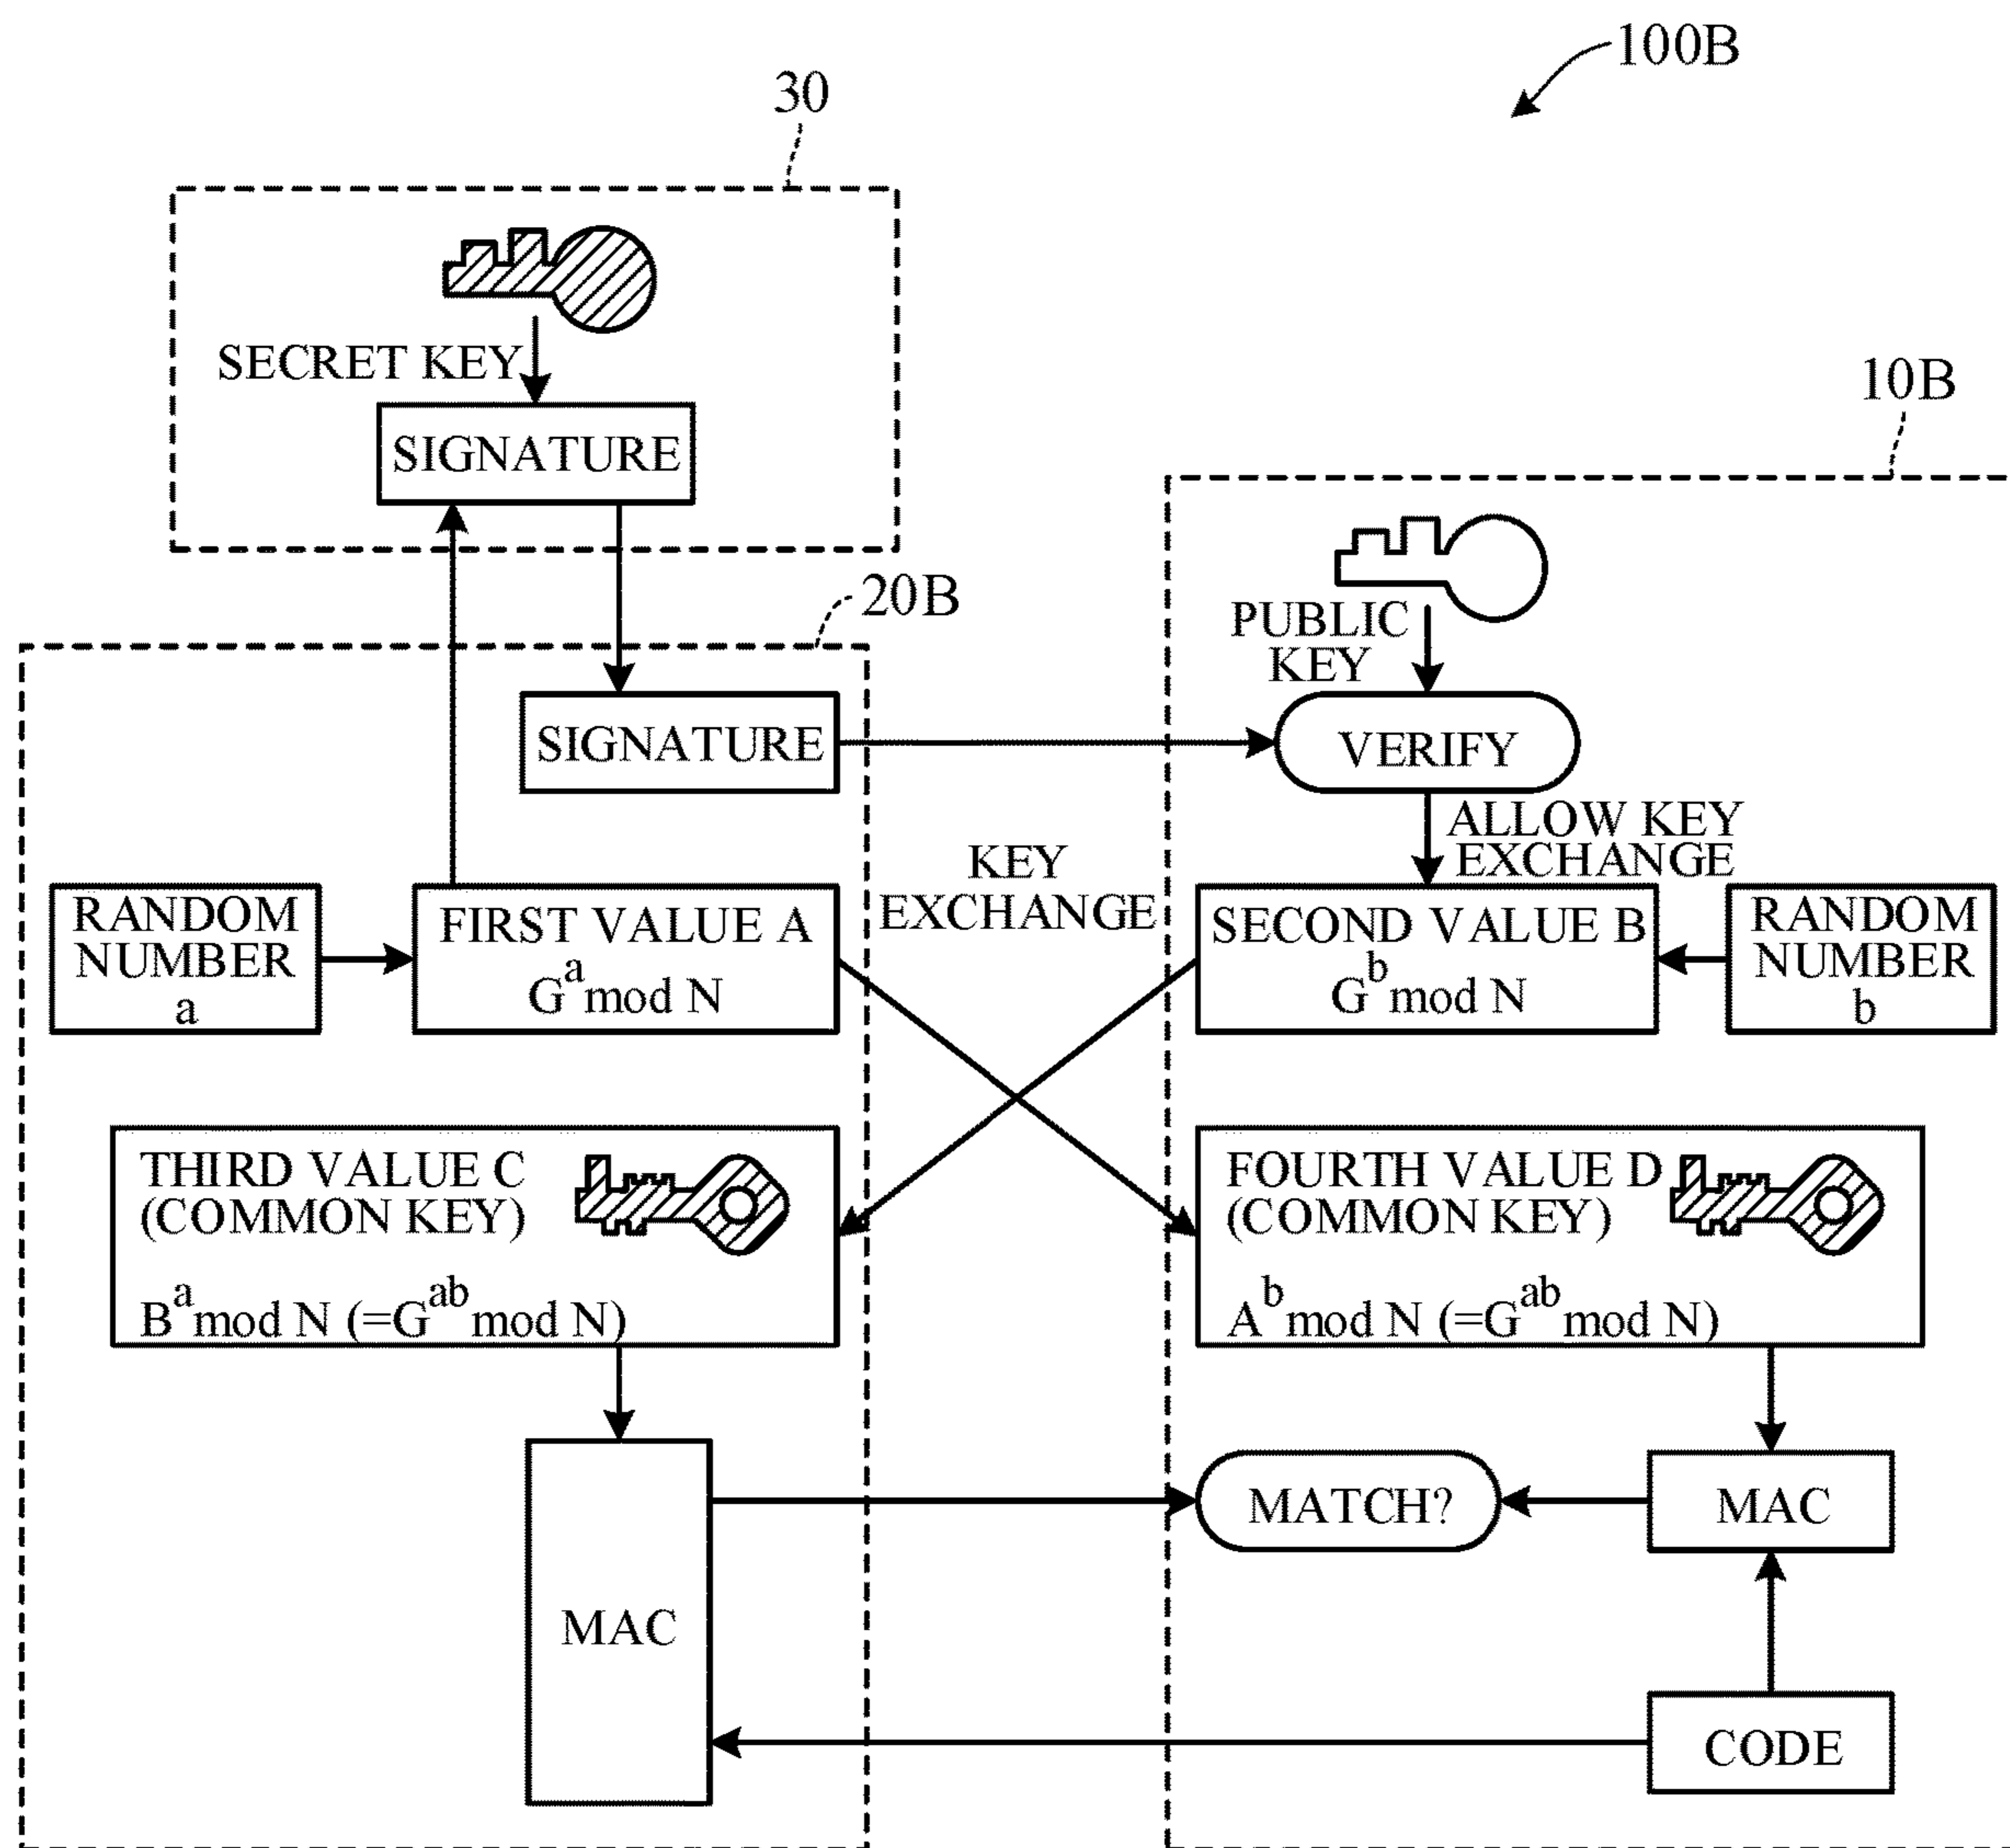 100B
30
SECRET KEY
SIGNATURE
10B
20B
PUBLIC
KEY
SIGNATURE
VERIFY
ALLOW KEY
EXCHANGE
KEY
EXCHANGE
RANDOM
NUMBER
a
FIRST VALUE A
G^a mod N
SECOND VALUE B
G^b mod N
RANDOM
NUMBER
b
THIRD VALUE C
(COMMON KEY)
B^a mod N (=G^ab mod N)
FOURTH VALUE D
(COMMON KEY)
A^b mod N (=G^ab mod N)
MATCH?
MAC
MAC
CODE